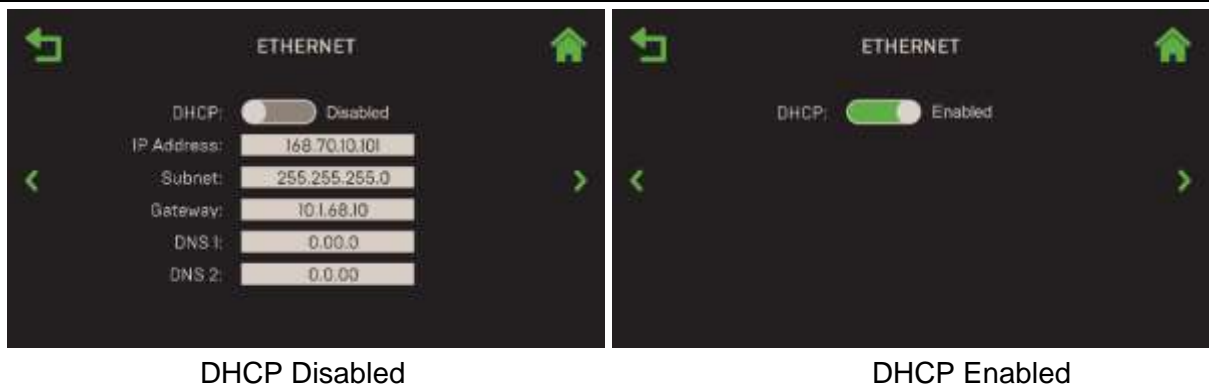 ETHERNET
DHCP: Disabled
IP Address: 168.70.10.101
Subnet: 255.255.255.0
Gateway: 10.1.68.10
DNS 1: 0.00.0
DNS 2: 0.0.00
DHCP Disabled
ETHERNET
DHCP: Enabled
DHCP Enabled